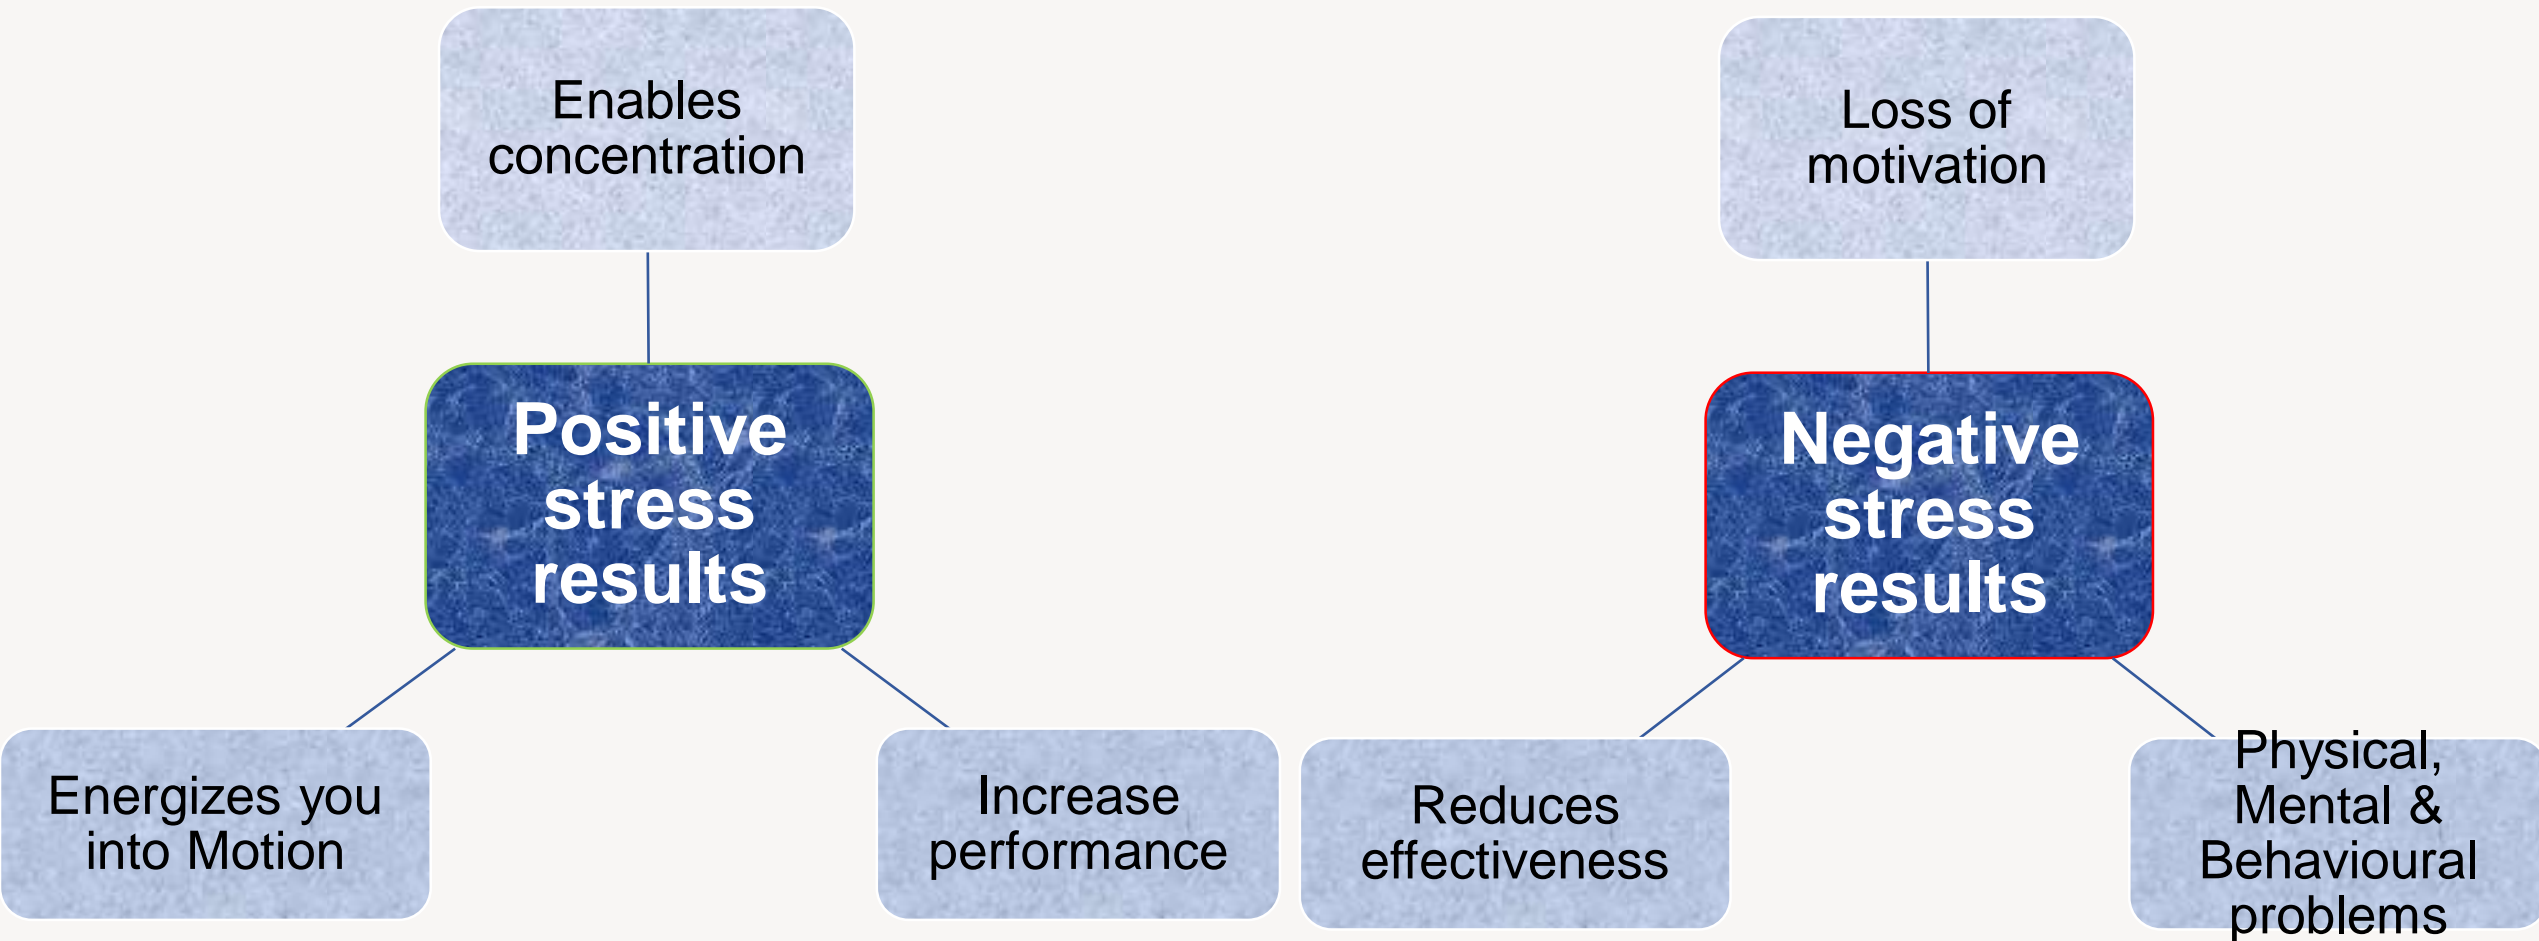 Enables
concentration
Positive
stress
results
Energizes you
into Motion
Increase
performance
Loss of
motivation
Negative
stress
results
Reduces
effectiveness
Physical,
Mental &
Behavioural
problems